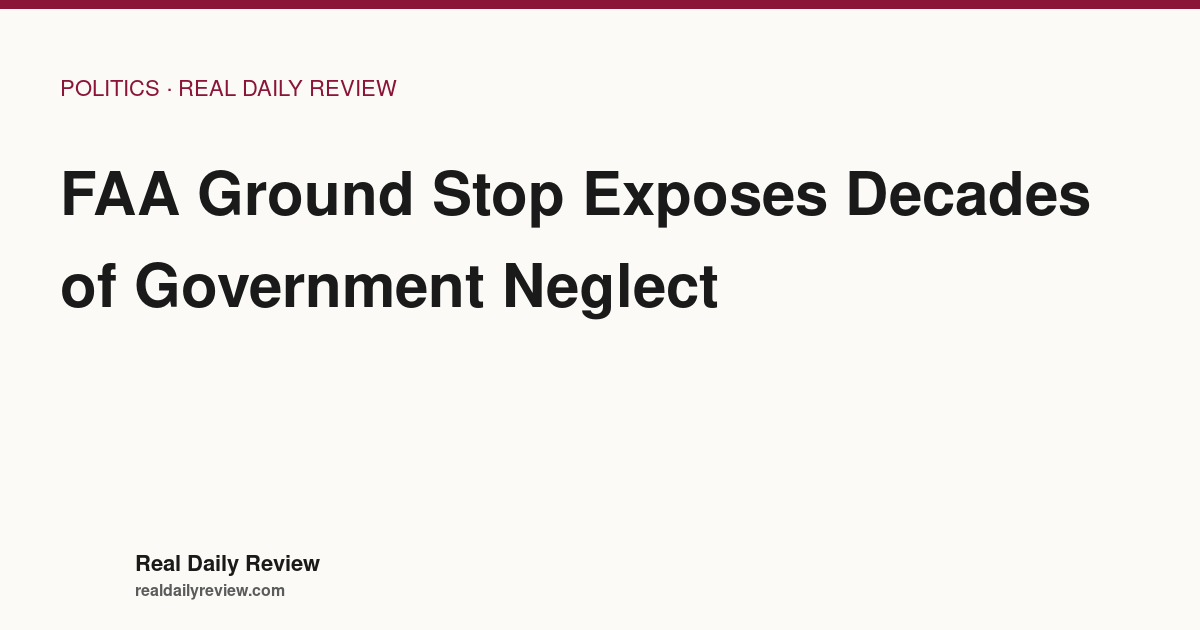 POLITICS · REAL DAILY REVIEW
FAA Ground Stop Exposes Decades
of Government Neglect
Real Daily Review
realdailyreview.com